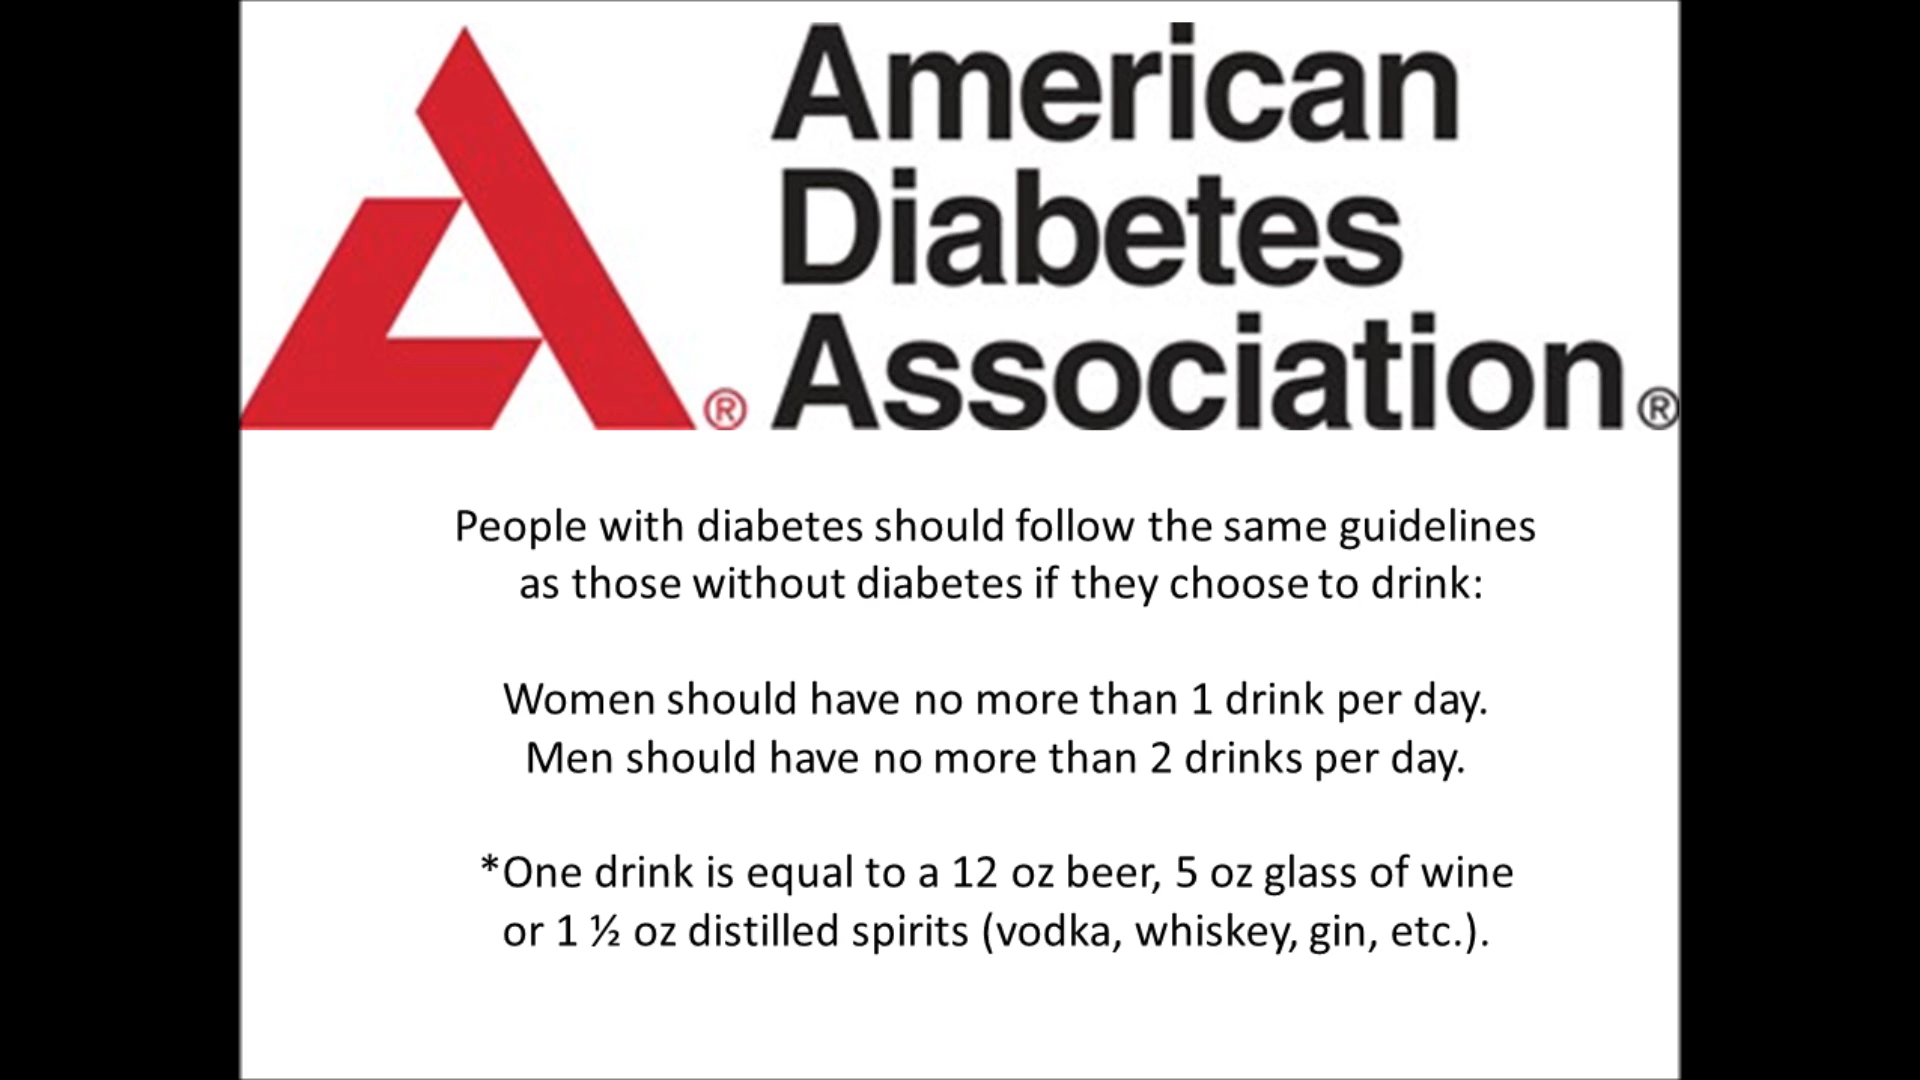 American
Diabetes
Association®
®
People with diabetes should follow the same guidelines
as those without diabetes if they choose to drink:
Women should have no more than 1 drink per day.
Men should have no more than 2 drinks per day.
*One drink is equal to a 12 oz beer, 5 oz glass of wine
or 1 ½ oz distilled spirits (vodka, whiskey, gin, etc.).